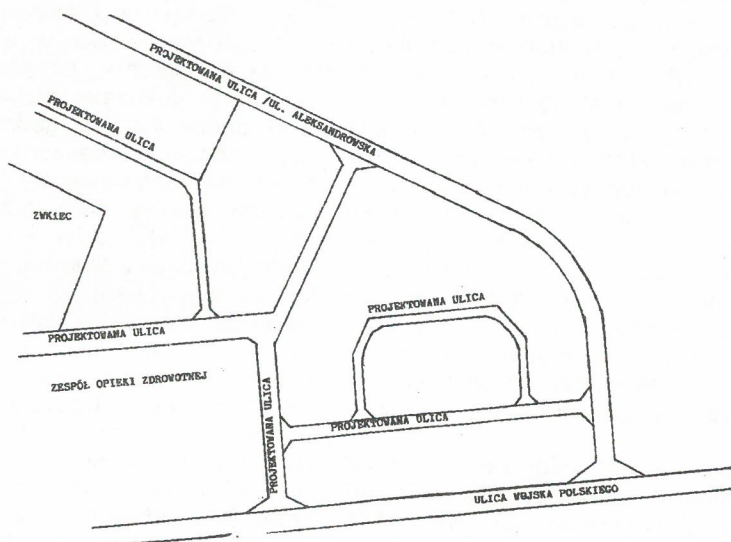 PROJEKTOWANA ULICA /UL. ALEKSANDROWSKA
PROJEKTOWANA ULICA
ZWKiEC
PROJEKTOWANA ULICA
PROJEKTOWANA ULICA
ZESPÓŁ OPIEKI ZDROWOTNEJ
PROJEKTOWANA ULICA
PROJEKTOWANA ULICA
ULICA WOJSKA POLSKIEGO